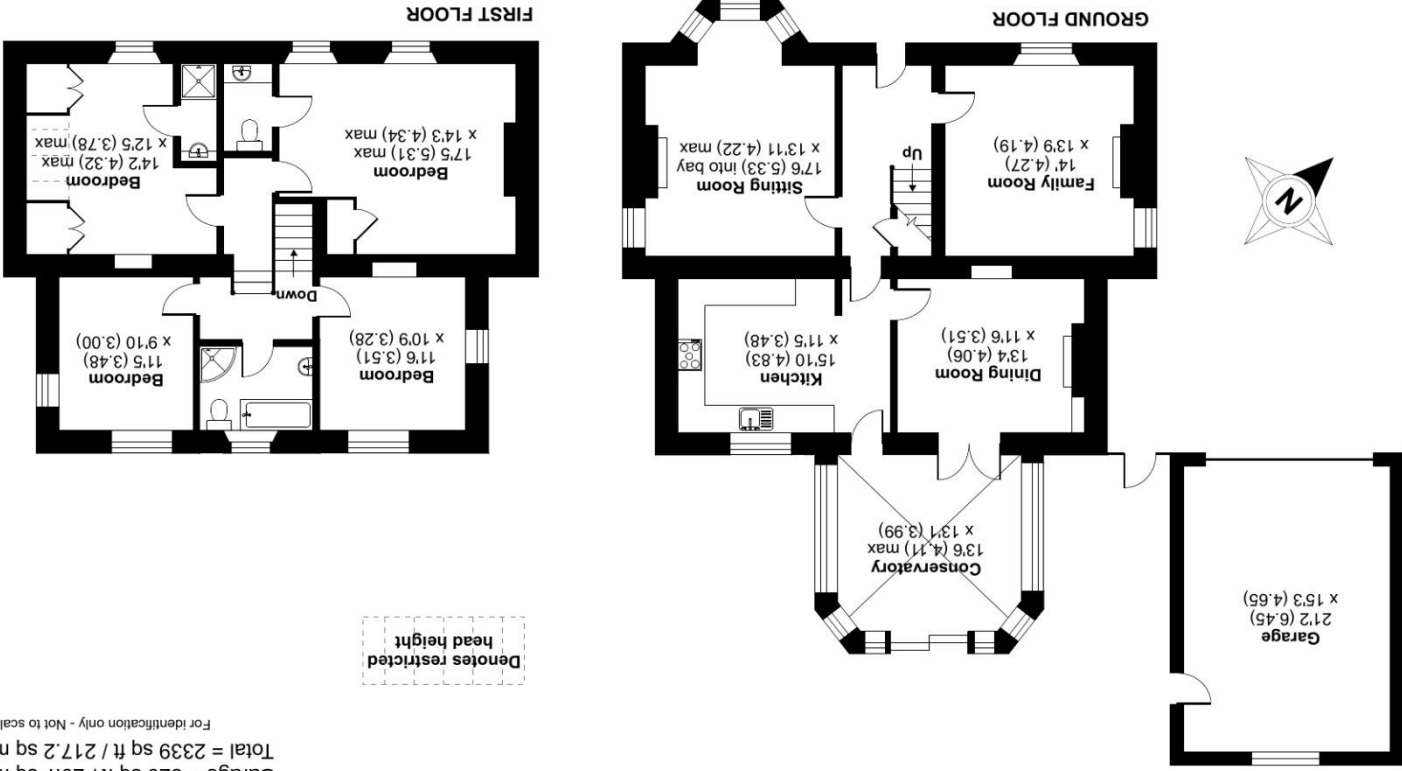 Garage sq ft / sq m
Total = 2339 sq ft / 217.2 sq m
For identification only - Not to scale
Denotes restricted
head height
Garage
21'2 (6.45)
x 15'3 (4.65)
Conservatory
13'6 (4.11) max
x 13'1 (3.99)
Dining Room
13'4 (4.06)
x 11'6 (3.51)
Kitchen
15'10 (4.83)
x 11'5 (3.48)
Family Room
14' (4.27)
x 13'9 (4.19)
Up
Sitting Room
17'6 (5.33) into bay
x 13'11 (4.22) max
GROUND FLOOR
N
Bedroom
11'6 (3.51)
x 10'9 (3.28)
Down
Bedroom
11'5 (3.48)
x 9'10 (3.00)
Bedroom
17'5 (5.31) max
x 14'3 (4.34) max
Bedroom
14'2 (4.32) max
x 12'5 (3.78) max
FIRST FLOOR